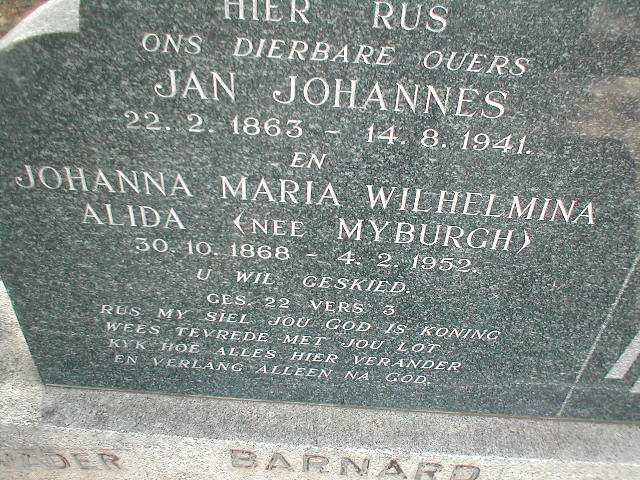 HIER RUS
ONS DIERBARE OUERS
JAN JOHANNES
22. 2. 1863 - 14. 8. 1941.
EN
JOHANNA MARIA WILHELMINA
ALIDA (NEE MYBURGH)
30. 10. 1868 - 4. 2. 1952.
U WIL GESKIED.
GES. 22 VERS 3
RUS MY SIEL JOU GOD IS KONING
WEES TEVREDE MET JOU LOT
KYK HOE ALLES HIER VERANDER
EN VERLANG ALLEEN NA GOD.
BARNARD